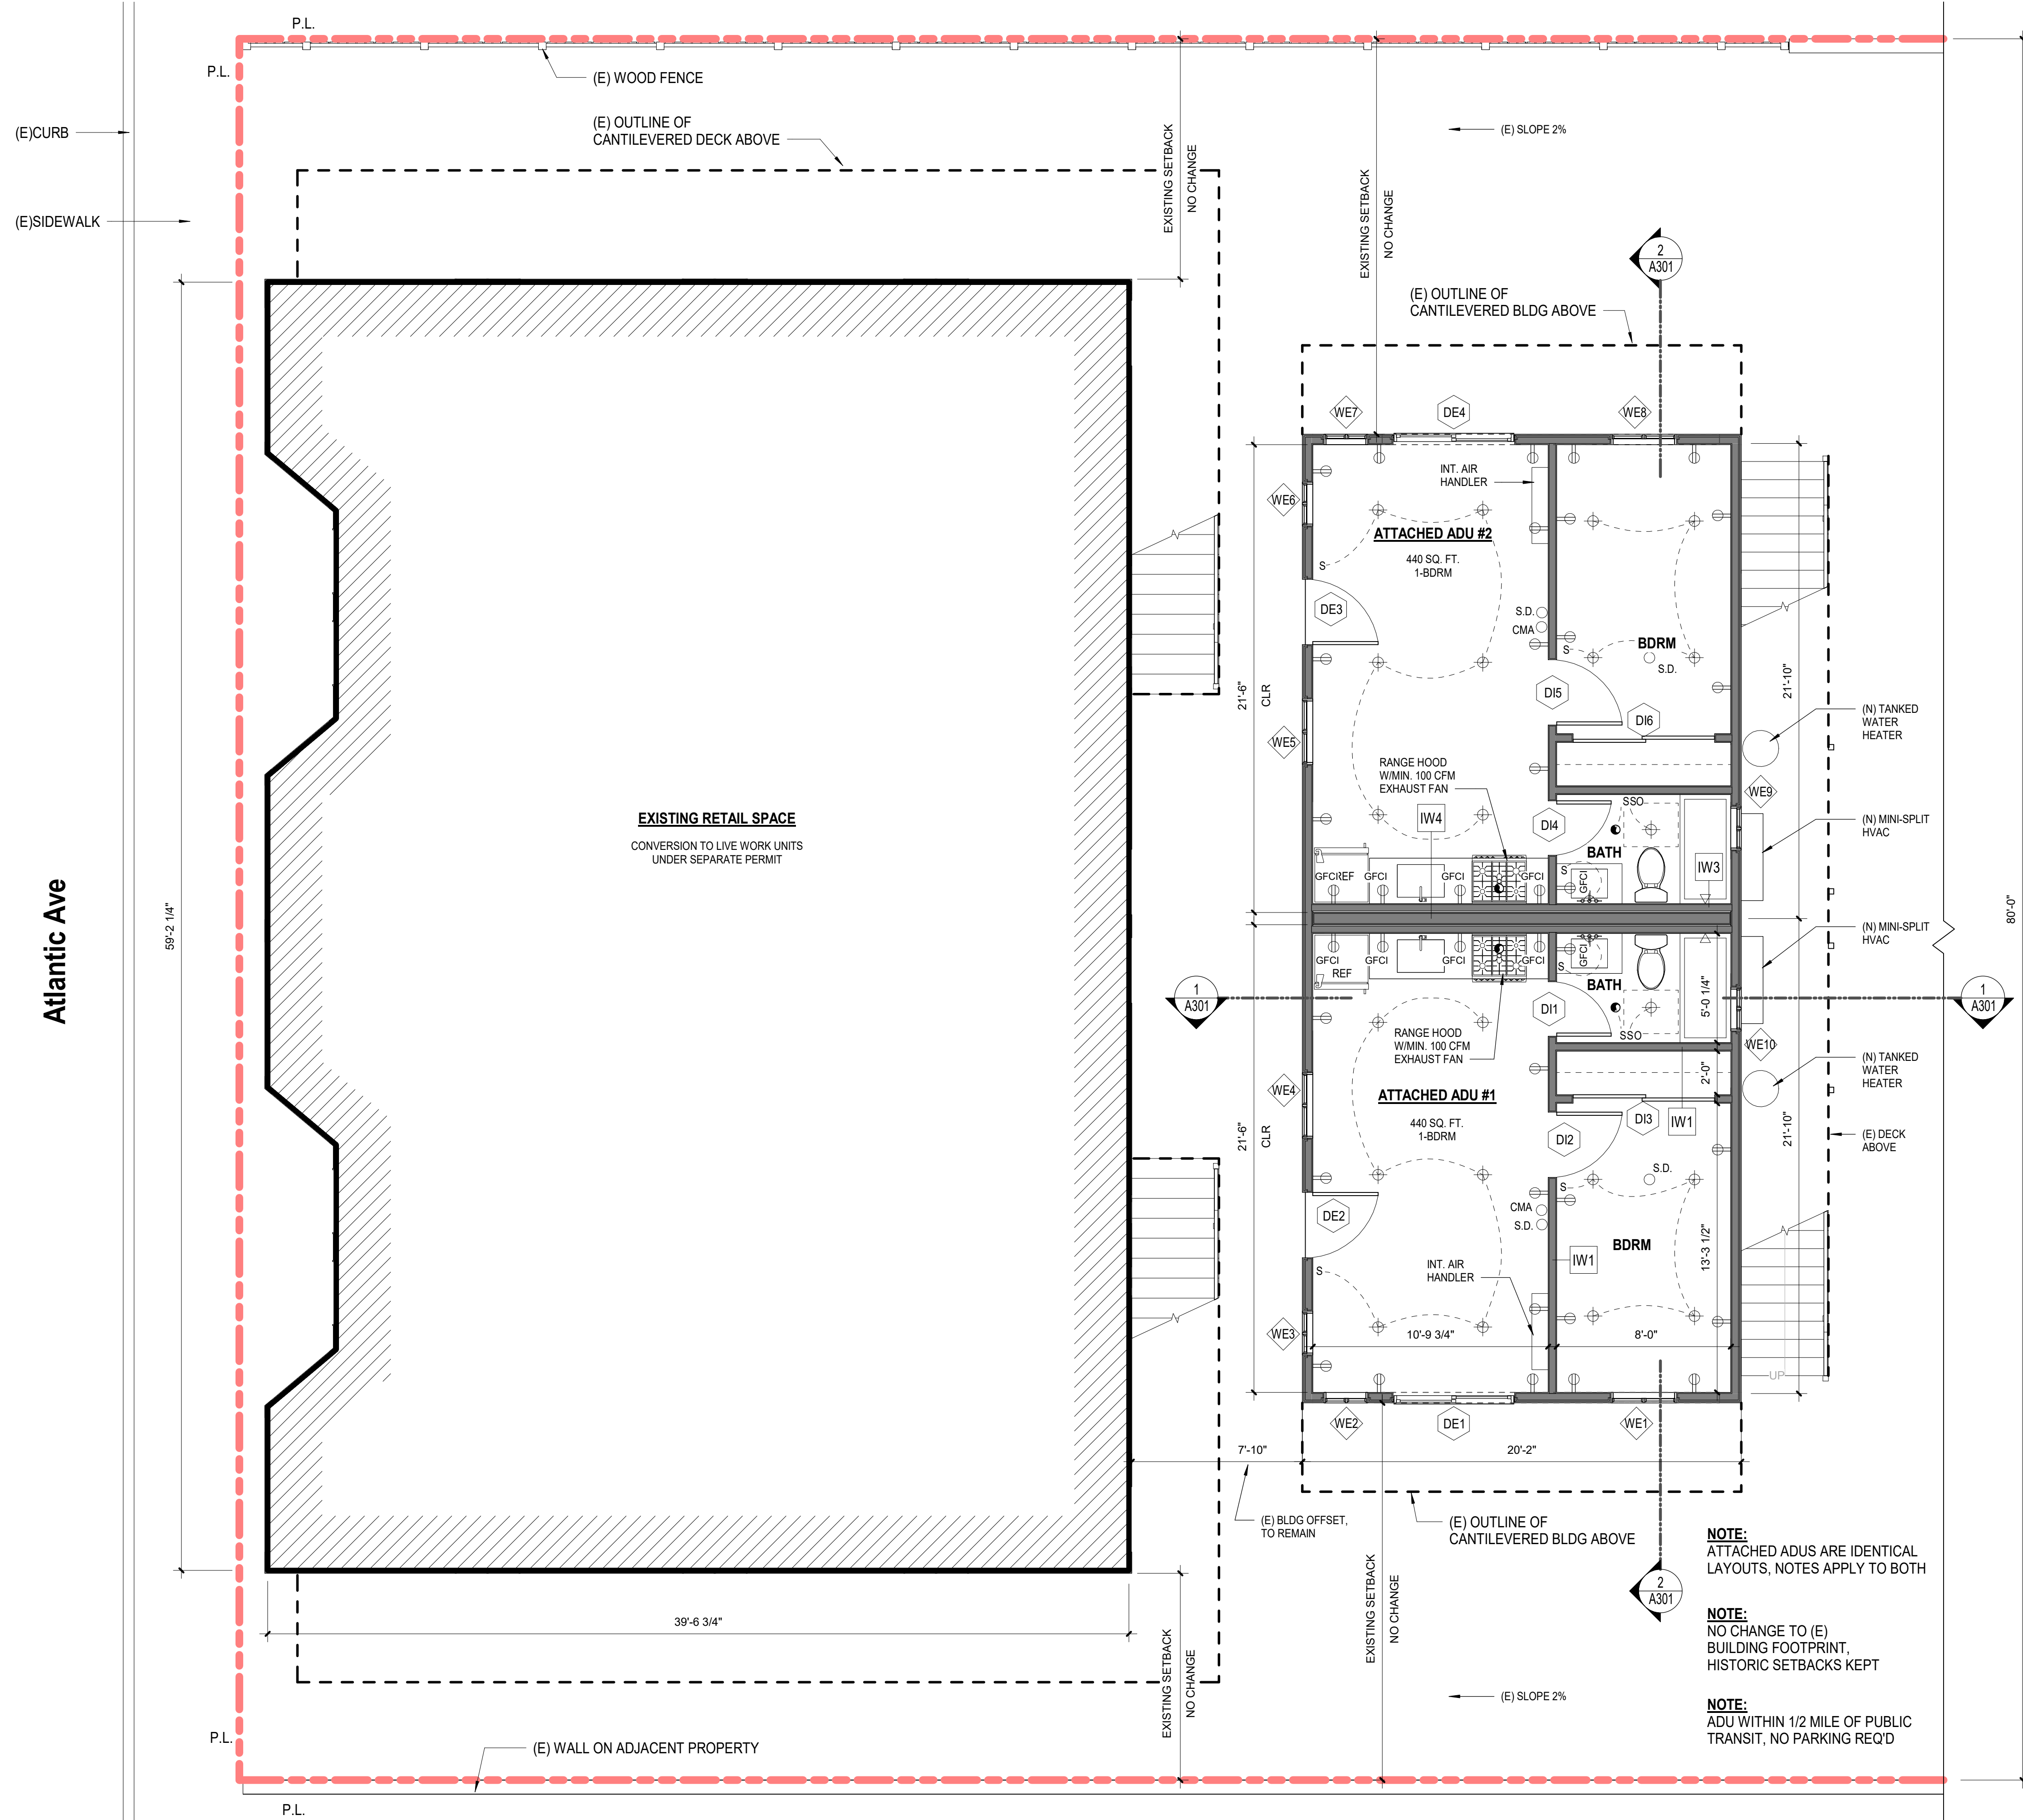 P.L.
P.L.
(E) WOOD FENCE
(E)CURB
(E) OUTLINE OF
CANTILEVERED DECK ABOVE
(E)SIDEWALK
EXISTING SETBACK
NO CHANGE
EXISTING SETBACK
NO CHANGE
(E) SLOPE 2%
2
A301
(E) OUTLINE OF
CANTILEVERED BLDG ABOVE
WE7
DE4
WE8
INT. AIR
HANDLER
WE6
ATTACHED ADU #2
440 SQ. FT.
1-BDRM
S
DE3
S.D.
CMA
S
BDRM
S.D.
21'-6"
CLR
DI5
DI6
21'-10"
(N) TANKED
WATER
HEATER
WE5
RANGE HOOD
W/MIN. 100 CFM
EXHAUST FAN
IW4
SSO
WE9
DI4
BATH
(N) MINI-SPLIT
HVAC
IW3
GFCI
REF
GFCI
GFCI
GFCI
S
GFCI
EXISTING RETAIL SPACE
CONVERSION TO LIVE WORK UNITS
UNDER SEPARATE PERMIT
Atlantic Ave
59'-2 1/4"
80'-0"
(N) MINI-SPLIT
HVAC
GFCI
GFCI
GFCI
GFCI
REF
S
GFCI
BATH
5'-0 1/4"
1
A301
1
A301
DI1
RANGE HOOD
W/MIN. 100 CFM
EXHAUST FAN
SSO
WE10
(N) TANKED
WATER
HEATER
2'-0"
WE4
ATTACHED ADU #1
440 SQ. FT.
1-BDRM
21'-6"
CLR
DI2
DI3
IW1
21'-10"
(E) DECK
ABOVE
S.D.
S
CMA
S.D.
DE2
BDRM
13'-3 1/2"
IW1
S
INT. AIR
HANDLER
WE3
10'-9 3/4"
8'-0"
UP
WE2
DE1
WE1
7'-10"
20'-2"
(E) BLDG OFFSET,
TO REMAIN
(E) OUTLINE OF
CANTILEVERED BLDG ABOVE
NOTE:
ATTACHED ADUS ARE IDENTICAL
LAYOUTS, NOTES APPLY TO BOTH
2
A301
39'-6 3/4"
EXISTING SETBACK
NO CHANGE
EXISTING SETBACK
NO CHANGE
NOTE:
NO CHANGE TO (E)
BUILDING FOOTPRINT,
HISTORIC SETBACKS KEPT
(E) SLOPE 2%
NOTE:
ADU WITHIN 1/2 MILE OF PUBLIC
TRANSIT, NO PARKING REQ'D
P.L.
(E) WALL ON ADJACENT PROPERTY
P.L.